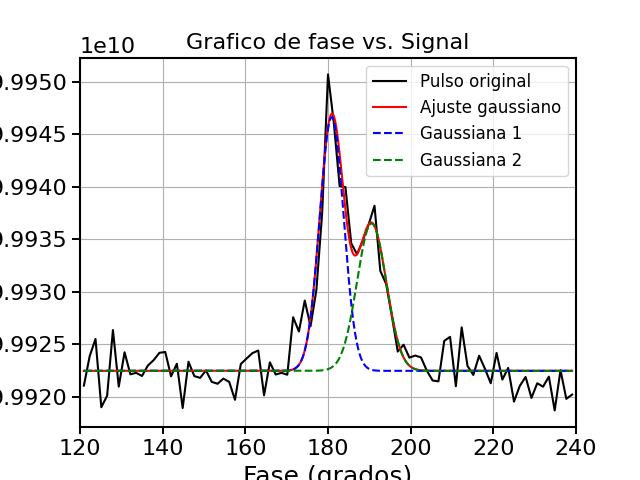 Grafico de fase vs. Signal
1e10
Pulso original
Ajuste gaussiano
Gaussiana 1
Gaussiana 2
.9950
.9945
.9940
.9935
.9930
.9925
.9920
120 140 160 180 200 220 240
Fase (grados)